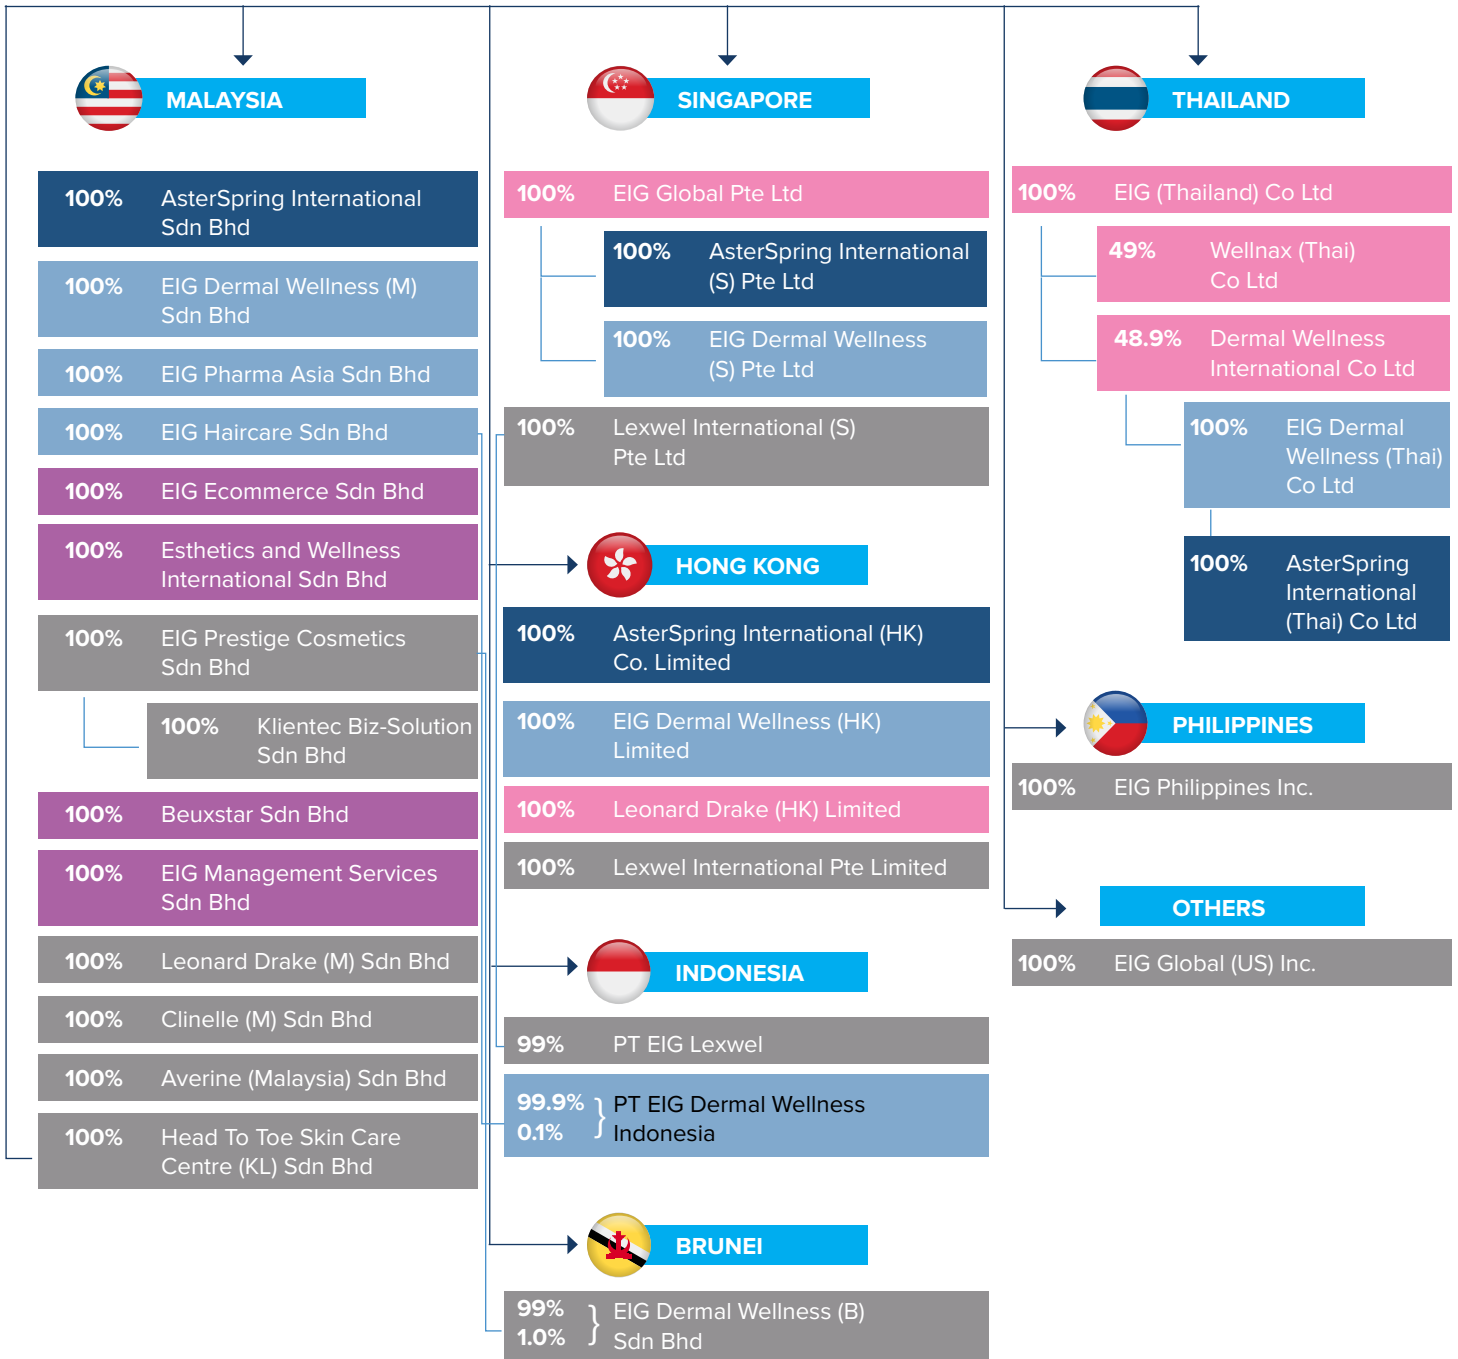 MALAYSIA
100% AsterSpring International
Sdn Bhd
100% EIG Dermal Wellness (M)
Sdn Bhd
100% EIG Pharma Asia Sdn Bhd
100% EIG Haircare Sdn Bhd
100% EIG Ecommerce Sdn Bhd
100% Esthetics and Wellness
International Sdn Bhd
100% EIG Prestige Cosmetics
Sdn Bhd
100% Klientec Biz-Solution
Sdn Bhd
100% Beuxstar Sdn Bhd
100% EIG Management Services
Sdn Bhd
100% Leonard Drake (M) Sdn Bhd
100% Clinelle (M) Sdn Bhd
100% Averine (Malaysia) Sdn Bhd
100% Head To Toe Skin Care
Centre (KL) Sdn Bhd
SINGAPORE
100% EIG Global Pte Ltd
100% AsterSpring International
(S) Pte Ltd
100% EIG Dermal Wellness
(S) Pte Ltd
100% Lexwel International (S)
Pte Ltd
HONG KONG
100% AsterSpring International (HK)
Co. Limited
100% EIG Dermal Wellness (HK)
Limited
100% Leonard Drake (HK) Limited
100% Lexwel International Pte Limited
INDONESIA
99% PT EIG Lexwel
99.9% } PT EIG Dermal Wellness
0.1% Indonesia
BRUNEI
99% } EIG Dermal Wellness (B)
1.0% Sdn Bhd
THAILAND
100% EIG (Thailand) Co Ltd
49% Wellnax (Thai)
Co Ltd
48.9% Dermal Wellness
International Co Ltd
100% EIG Dermal
Wellness (Thai)
Co Ltd
100% AsterSpring
International
(Thai) Co Ltd
PHILIPPINES
100% EIG Philippines Inc.
OTHERS
100% EIG Global (US) Inc.